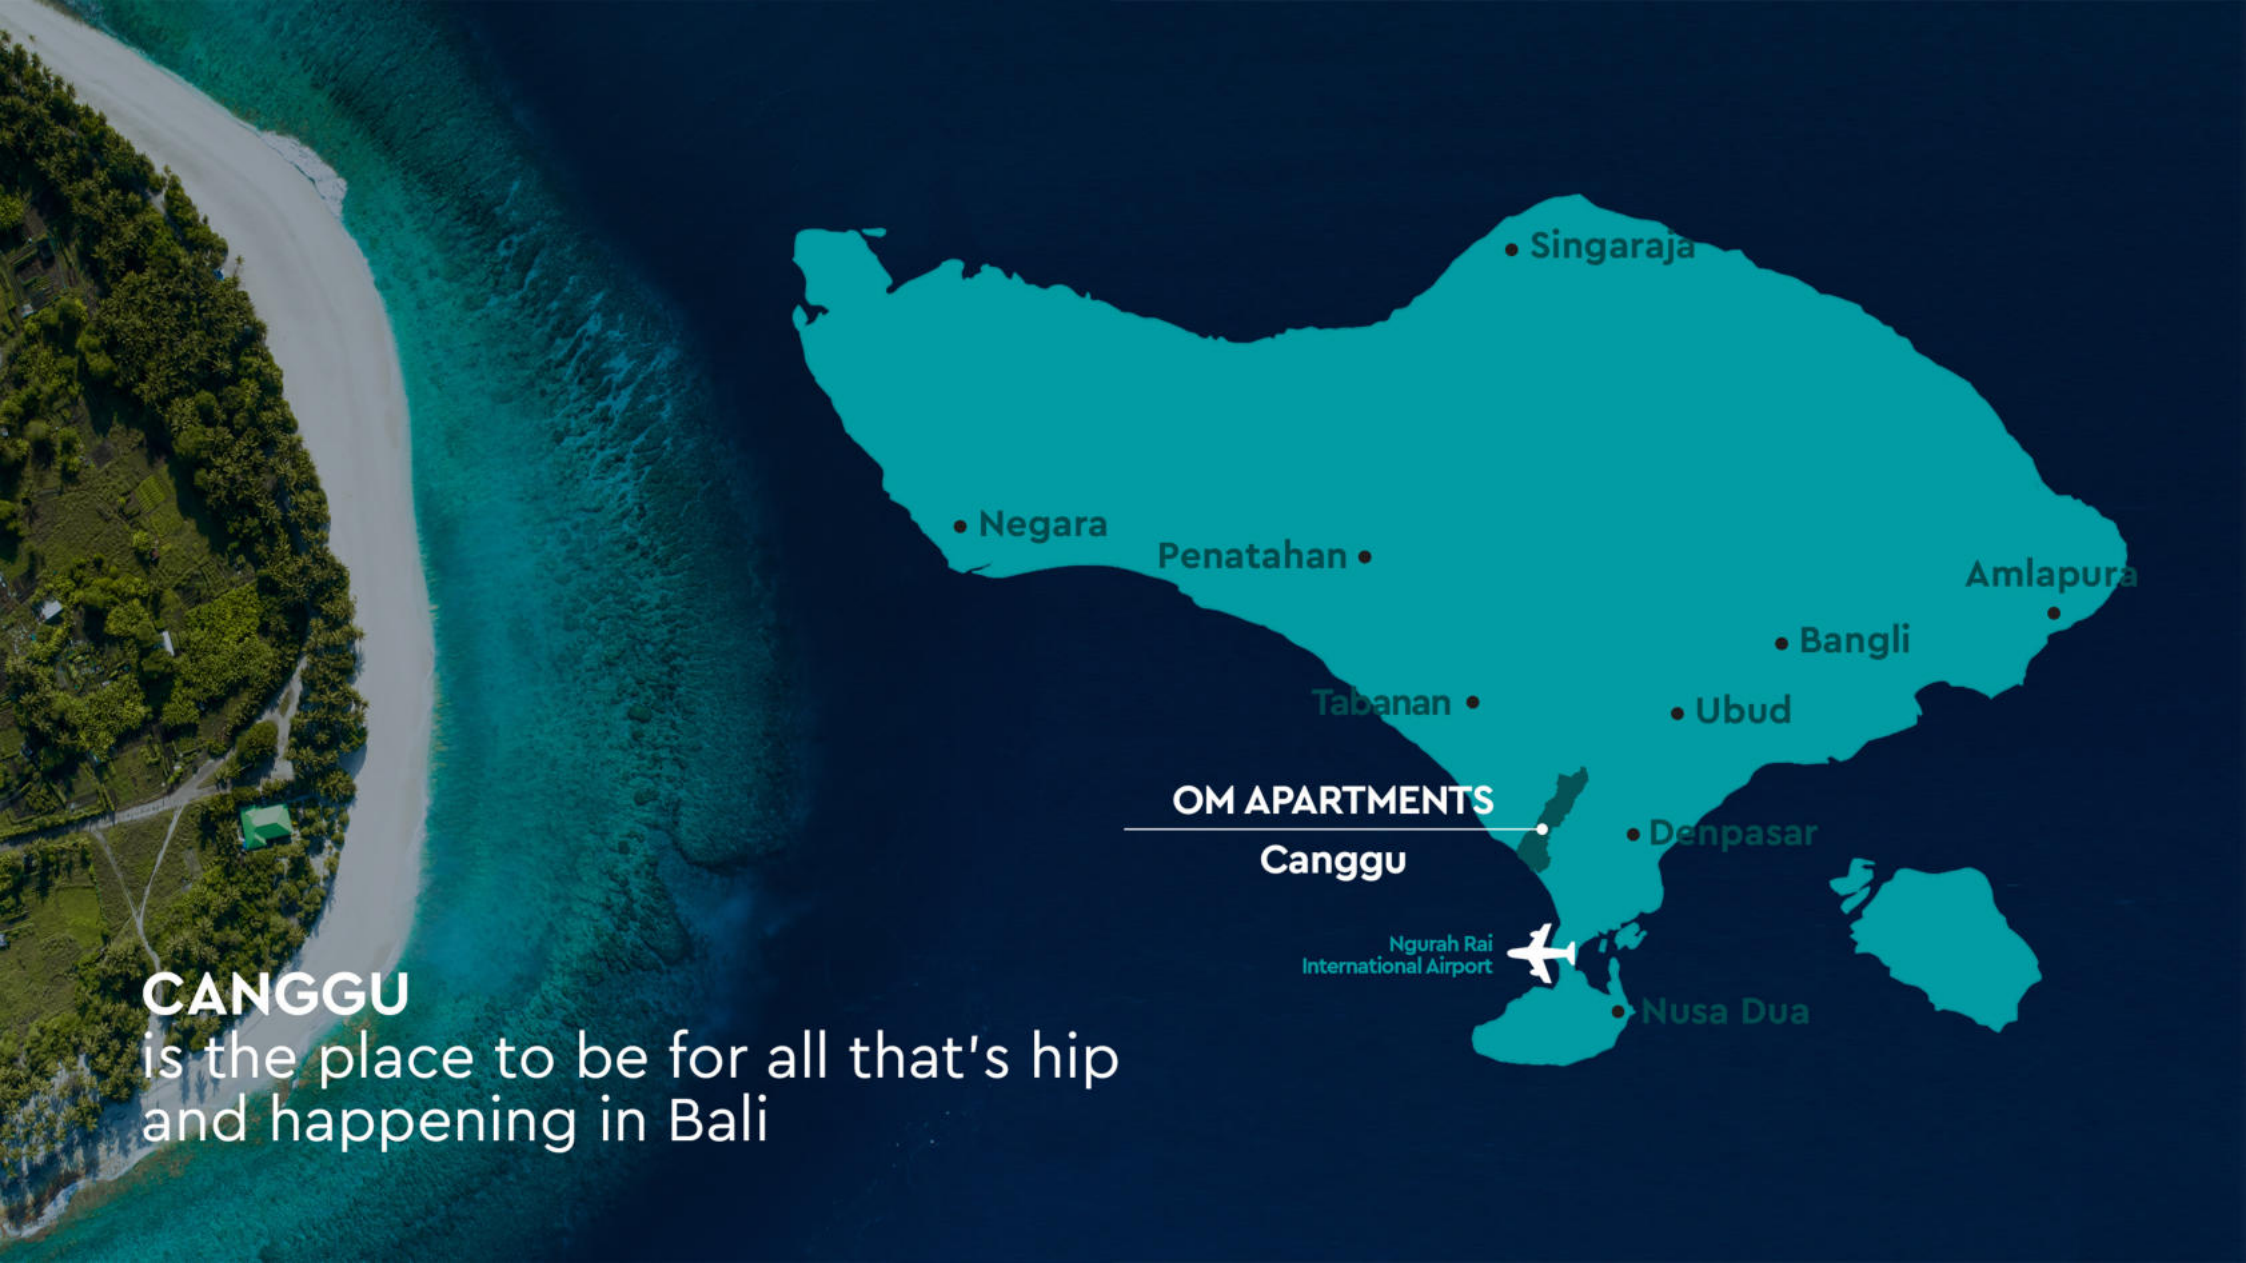 Singaraja
Negara
Penatahan
Amlapura
Bangli
Tabanan
Ubud
OM APARTMENTS
Canggu
Denpasar
Ngurah Rai
International Airport
Nusa Dua
CANGGU
is the place to be for all that's hip
and happening in Bali